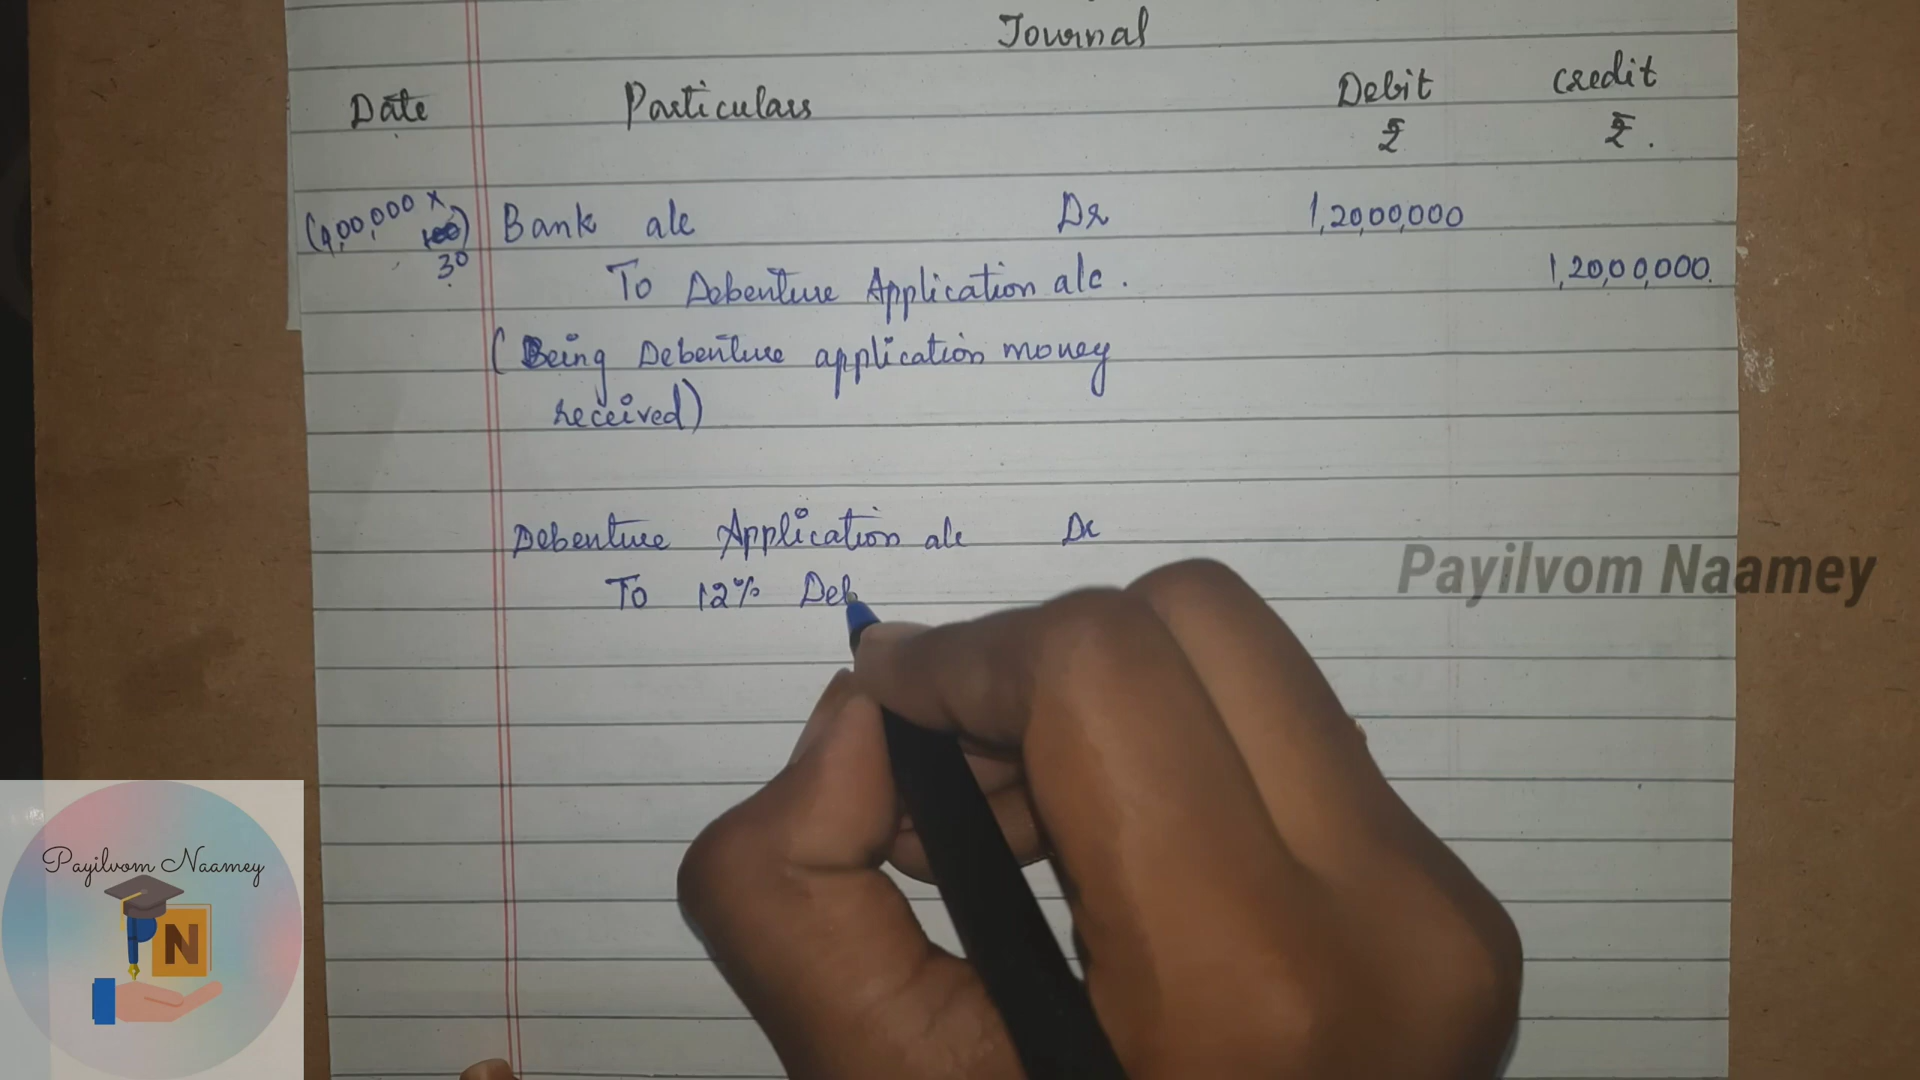 Journal
Date Particulars Debit Credit
₹ ₹.
(4,00,000 x 30) Bank a/c Dr 1,20,00,000
To Debenture Application a/c. 1,20,00,000.
(Being Debenture application money
received)
Debenture Application a/c Dr
To 12% Deb
Payilvom Naamey
Payilvom Naamey
PN